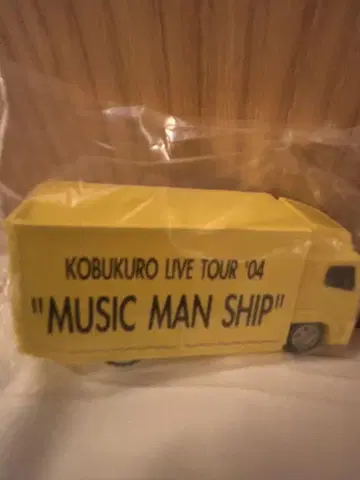 KOBUKURO LIVE TOUR '04
"MUSIC MAN SHIP"